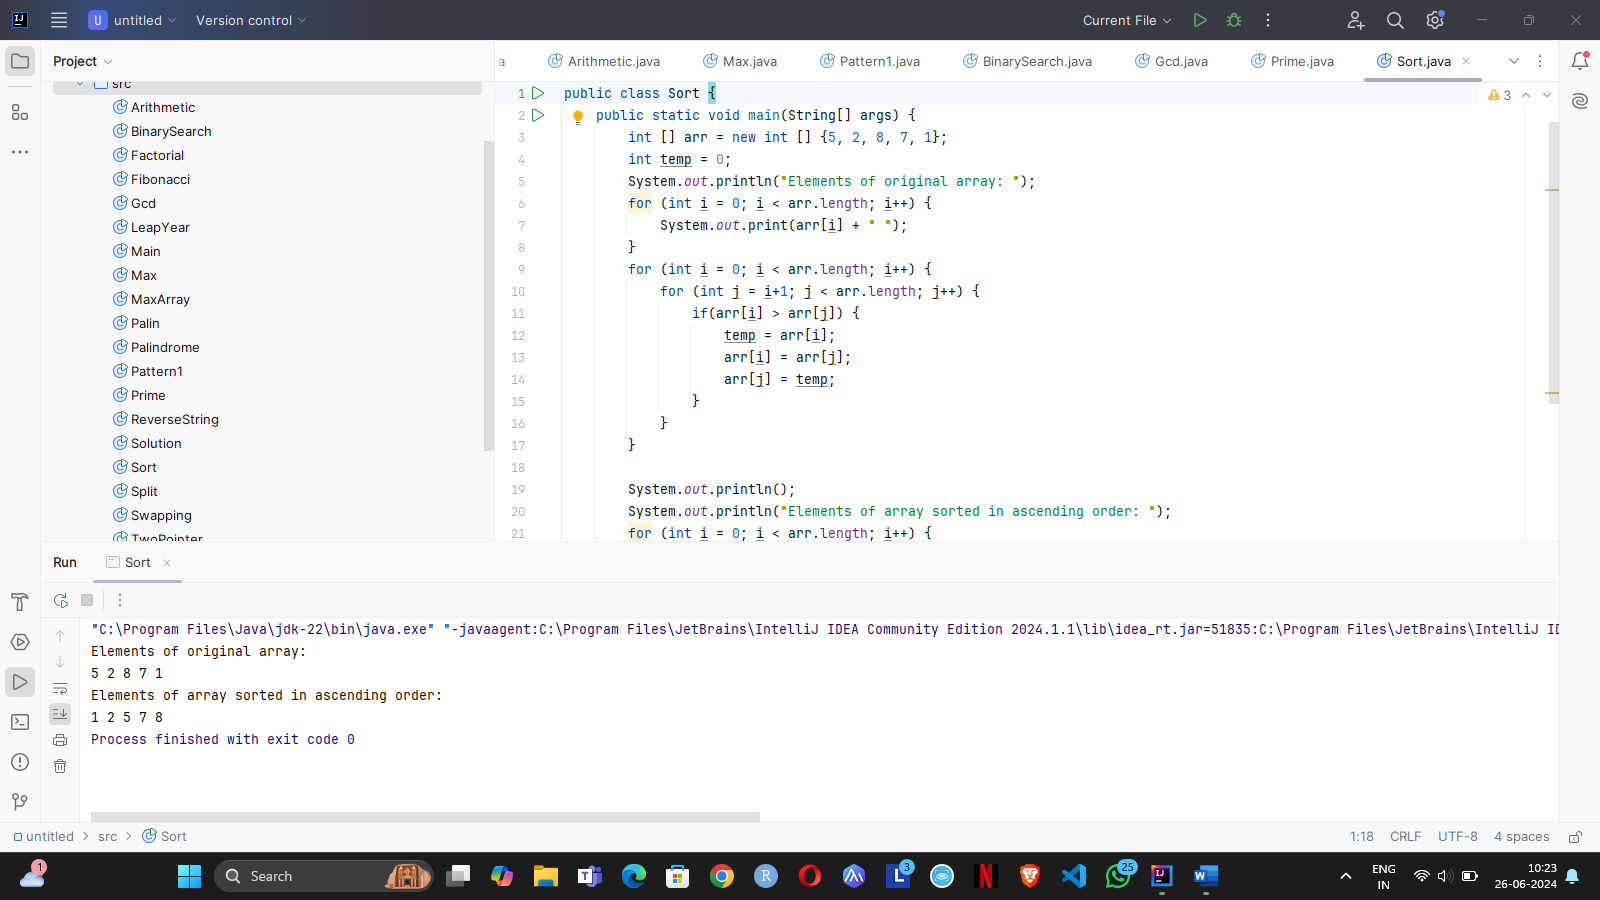 untitled Version control Current File
Project
a Arithmetic.java Max.java Pattern1.java BinarySearch.java Gcd.java Prime.java Sort.java
src
Arithmetic
BinarySearch
Factorial
Fibonacci
Gcd
LeapYear
Main
Max
MaxArray
Palin
Palindrome
Pattern1
Prime
ReverseString
Solution
Sort
Split
Swapping
TwoPointer
3
1 public class Sort {
2 public static void main(String[] args) {
3 int [] arr = new int [] {5, 2, 8, 7, 1};
4 int temp = 0;
5 System.out.println("Elements of original array: ");
6 for (int i = 0; i < arr.length; i++) {
7 System.out.print(arr[i] + " ");
8 }
9 for (int i = 0; i < arr.length; i++) {
10 for (int j = i+1; j < arr.length; j++) {
11 if(arr[i] > arr[j]) {
12 temp = arr[i];
13 arr[i] = arr[j];
14 arr[j] = temp;
15 }
16 }
17 }
18
19 System.out.println();
20 System.out.println("Elements of array sorted in ascending order: ");
21 for (int i = 0; i < arr.length; i++) {
Run Sort
"C:\Program Files\Java\jdk-22\bin\java.exe" "-javaagent:C:\Program Files\JetBrains\IntelliJ IDEA Community Edition 2024.1.1\lib\idea_rt.jar=51835:C:\Program Files\JetBrains\IntelliJ ID
Elements of original array:
5 2 8 7 1
Elements of array sorted in ascending order:
1 2 5 7 8
Process finished with exit code 0
untitled > src > Sort 1:18 CRLF UTF-8 4 spaces
1 Search 3 25 ENG IN 10:23
26-06-2024